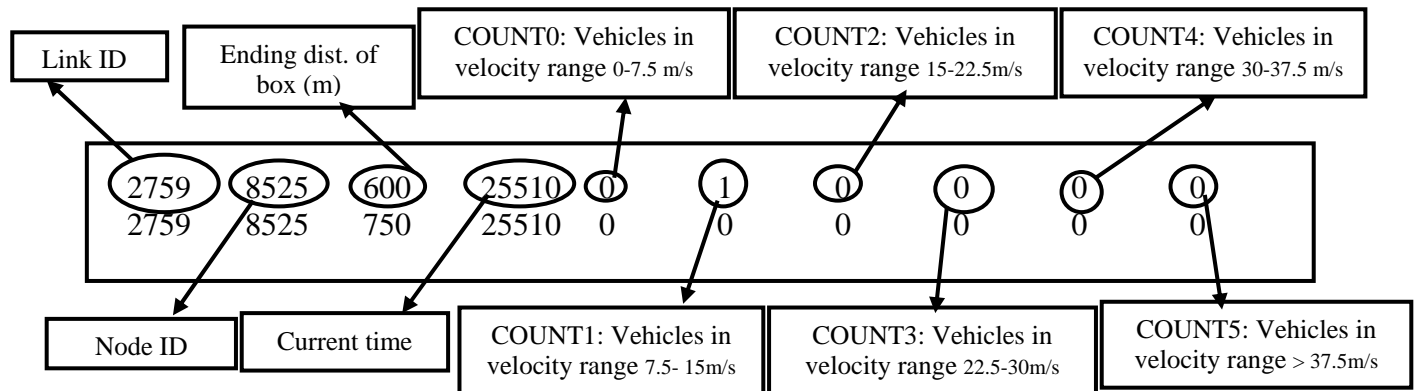 Link ID
Ending dist. of
box (m)
COUNT0: Vehicles in
velocity range 0-7.5 m/s
COUNT2: Vehicles in
velocity range 15-22.5m/s
COUNT4: Vehicles in
velocity range 30-37.5 m/s
2759 8525 600 25510 0 1 0 0 0 0
2759 8525 750 25510 0 0 0 0 0 0
Node ID
Current time
COUNT1: Vehicles in
velocity range 7.5- 15m/s
COUNT3: Vehicles in
velocity range 22.5-30m/s
COUNT5: Vehicles in
velocity range > 37.5m/s